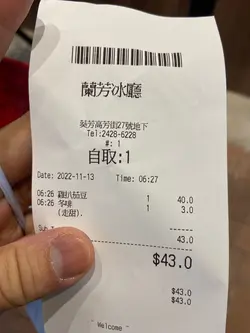 蘭芳冰廳
葵芳高芳街27號地下
Tel:2428-6228
#: 1
自取:1
Date: 2022-11-13 Time: 06:27
06:26 雞扒茄豆 1 40.0
06:26 冬啡 1 3.0
(走甜).
Sub T 43.0
$43.0
$43.0
$43.0
~ Welcome ~